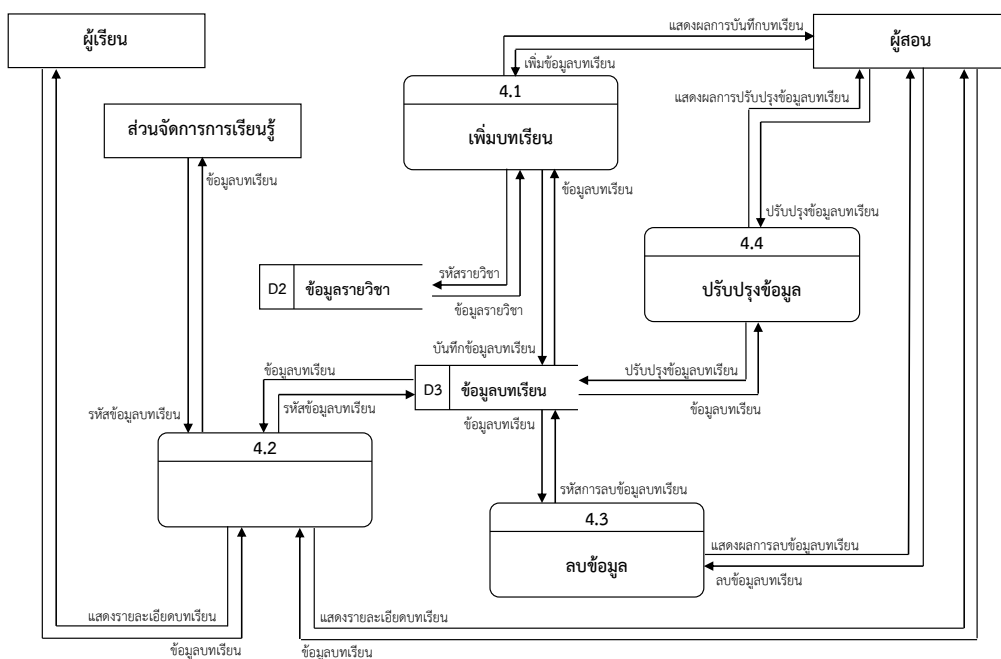 ผู้เรียน
แสดงผลการบันทึกบทเรียน
ผู้สอน
เพิ่มข้อมูลบทเรียน
4.1
เพิ่มบทเรียน
แสดงผลการปรับปรุงข้อมูลบทเรียน
ส่วนจัดการการเรียนรู้
ข้อมูลบทเรียน
ข้อมูลบทเรียน
ปรับปรุงข้อมูลบทเรียน
4.4
ปรับปรุงข้อมูล
รหัสรายวิชา
D2 ข้อมูลรายวิชา
ข้อมูลรายวิชา
บันทึกข้อมูลบทเรียน
ข้อมูลบทเรียน
ปรับปรุงข้อมูลบทเรียน
D3 ข้อมูลบทเรียน
รหัสข้อมูลบทเรียน
ข้อมูลบทเรียน
รหัสข้อมูลบทเรียน
ข้อมูลบทเรียน
4.2
รหัสการลบข้อมูลบทเรียน
4.3
ลบข้อมูล
แสดงผลการลบข้อมูลบทเรียน
ลบข้อมูลบทเรียน
แสดงรายละเอียดบทเรียน
แสดงรายละเอียดบทเรียน
ข้อมูลบทเรียน
ข้อมูลบทเรียน